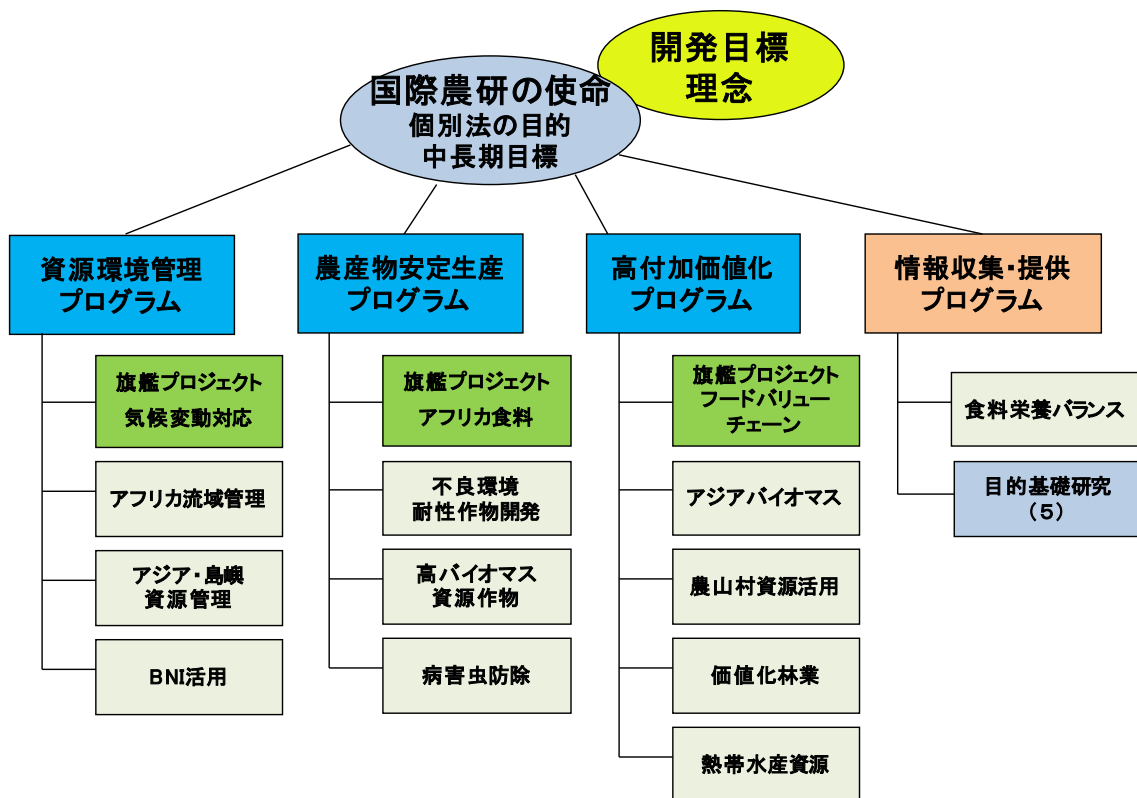 開発目標
理念
国際農研の使命
個別法の目的
中長期目標
資源環境管理
プログラム
旗艦プロジェクト
気候変動対応
アフリカ流域管理
アジア・島嶼
資源管理
BNI活用
農産物安定生産
プログラム
旗艦プロジェクト
アフリカ食料
不良環境
耐性作物開発
高バイオマス
資源作物
病害虫防除
高付加価値化
プログラム
旗艦プロジェクト
フードバリュー
チェーン
アジアバイオマス
農山村資源活用
価値化林業
熱帯水産資源
情報収集・提供
プログラム
食料栄養バランス
目的基礎研究
（５）